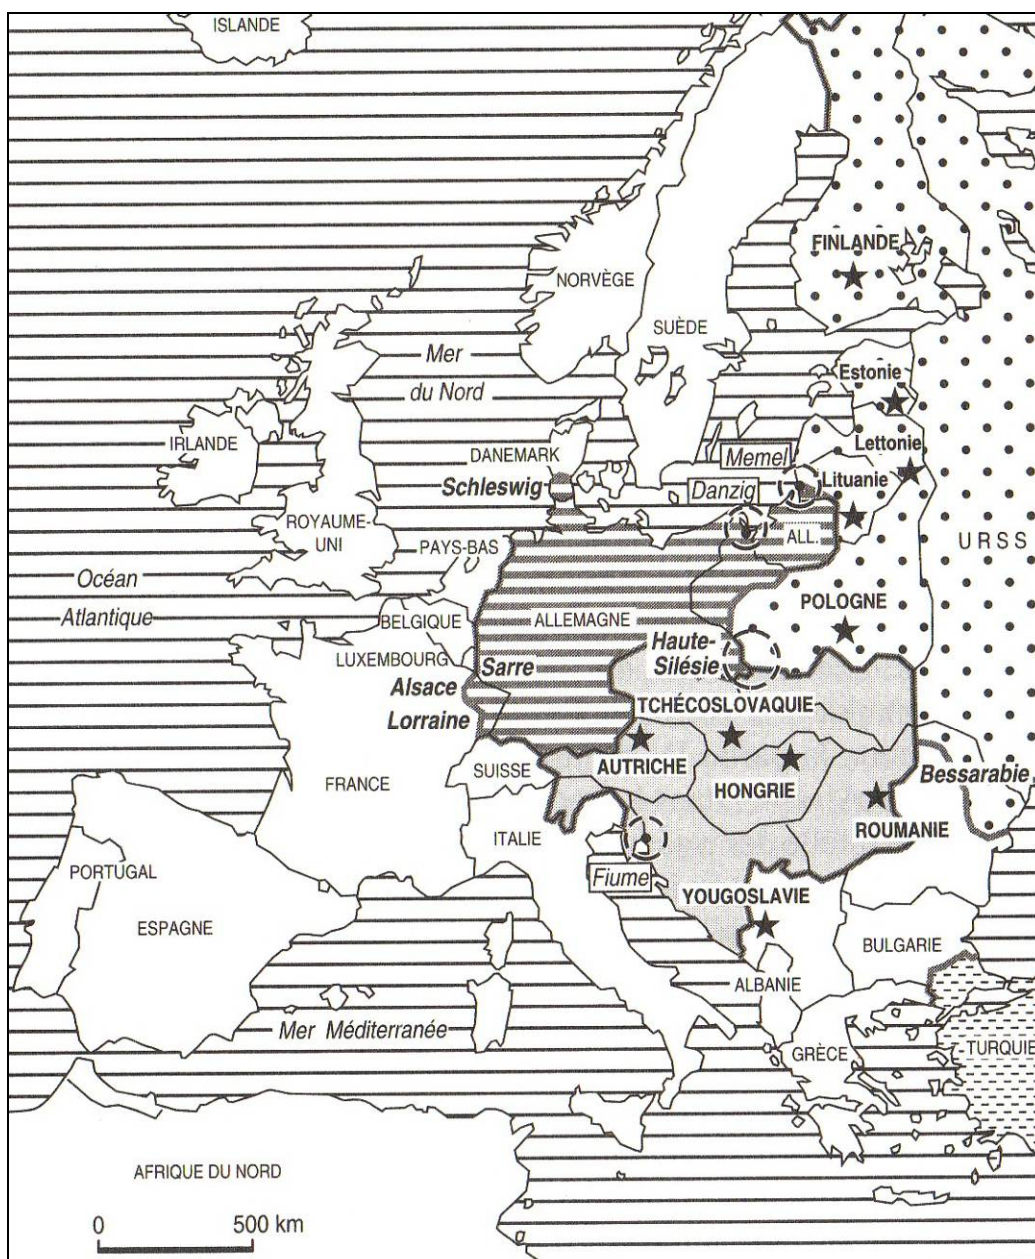 ISLANDE
FINLANDE
NORVÈGE
SUÈDE
Mer
du Nord
Estonie
IRLANDE
DANEMARK
Schleswig
Memel
Lettonie
Danzig
Lituanie
ROYAUME-
UNI
PAYS-BAS
ALL.
URSS
Océan
Atlantique
BELGIQUE
ALLEMAGNE
POLOGNE
LUXEMBOURG
Sarre
Haute-
Silésie
Alsace
Lorraine
TCHÉCOSLOVAQUIE
FRANCE
SUISSE
AUTRICHE
HONGRIE
Bessarabie
ITALIE
ROUMANIE
Fiume
PORTUGAL
ESPAGNE
YOUGOSLAVIE
BULGARIE
ALBANIE
Mer Méditerranée
GRÈCE
TURQUIE
AFRIQUE DU NORD
0 500 km